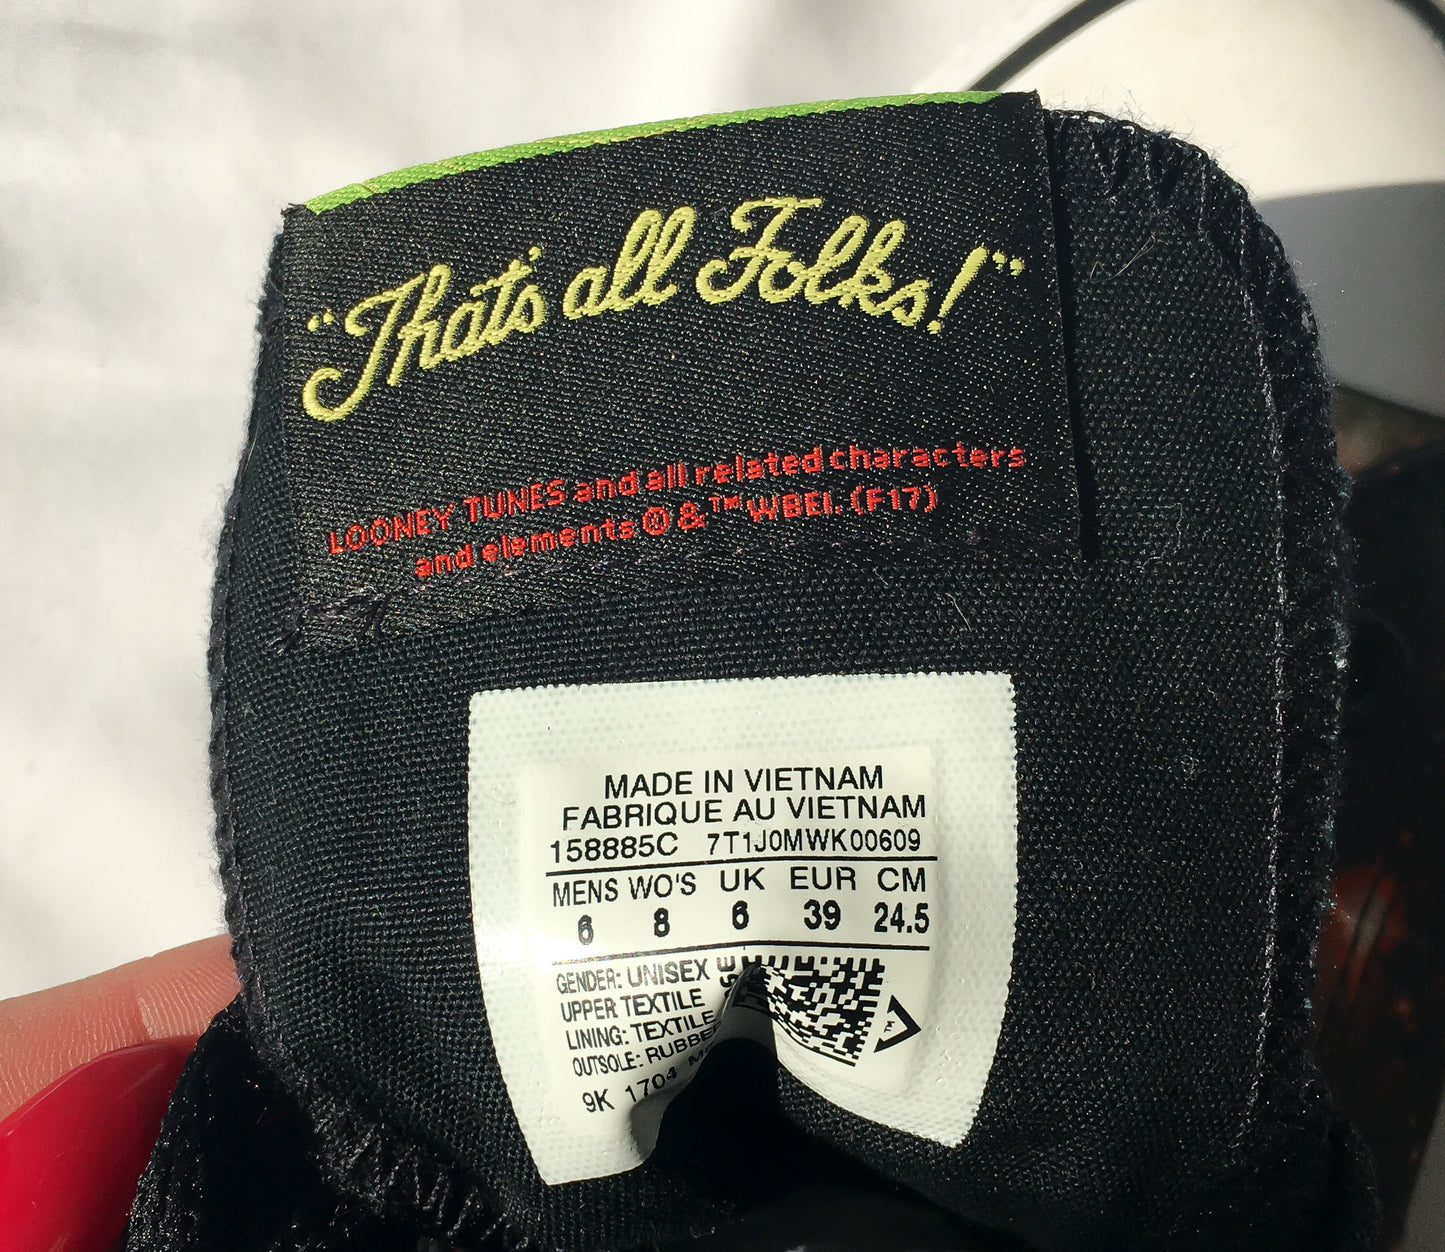 "That's all Folks!"
LOONEY TUNES and all related characters
and elements © & ™ WBEI. (F17)
MADE IN VIETNAM
FABRIQUE AU VIETNAM
158885C 7T1J0MWK00609
MENS WO'S UK EUR CM
6 8 6 39 24.5
GENDER: UNISEX
UPPER TEXTILE
LINING: TEXTILE
OUTSOLE: RUBBER
9K 1704